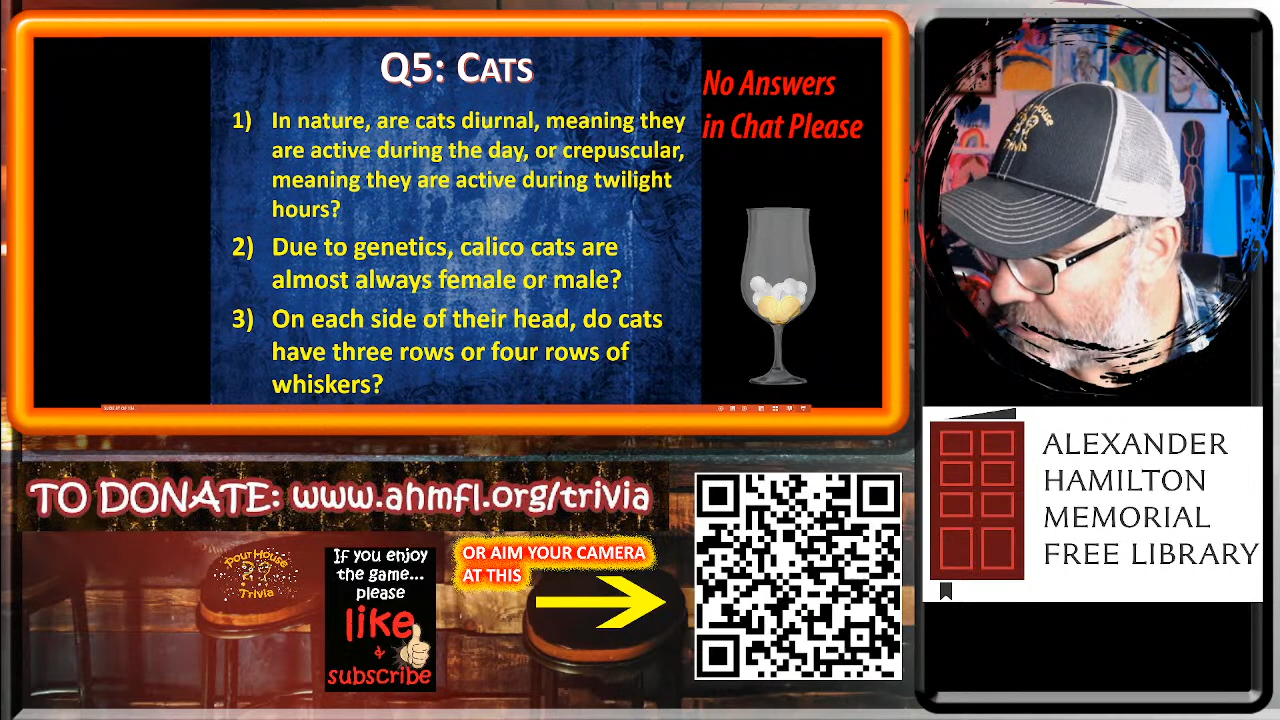 Q5: CATS
1) In nature, are cats diurnal, meaning they
are active during the day, or crepuscular,
meaning they are active during twilight
hours?
2) Due to genetics, calico cats are
almost always female or male?
3) On each side of their head, do cats
have three rows or four rows of
whiskers?
No Answers
in Chat Please
TO DONATE: www.ahmfl.org/trivia
Pour House
Trivia
If you enjoy
the game...
please
like
&
subscribe
OR AIM YOUR CAMERA
AT THIS
ALEXANDER
HAMILTON
MEMORIAL
FREE LIBRARY